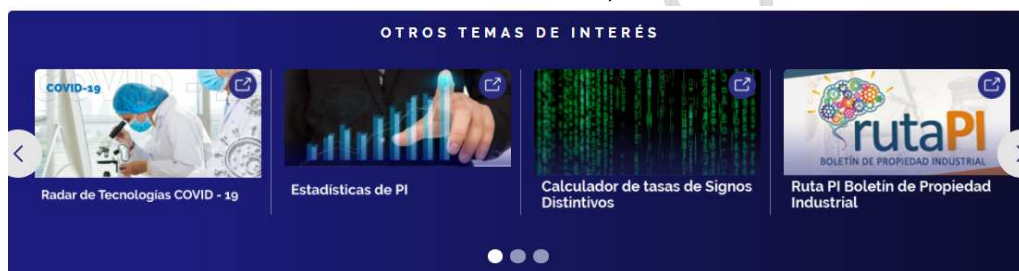 OTROS TEMAS DE INTERÉS
COVID-19
Radar de Tecnologías COVID - 19
Estadísticas de PI
Calculador de tasas de Signos
Distintivos
rutaPI
BOLETÍN DE PROPIEDAD INDUSTRIAL
Ruta PI Boletín de Propiedad
Industrial